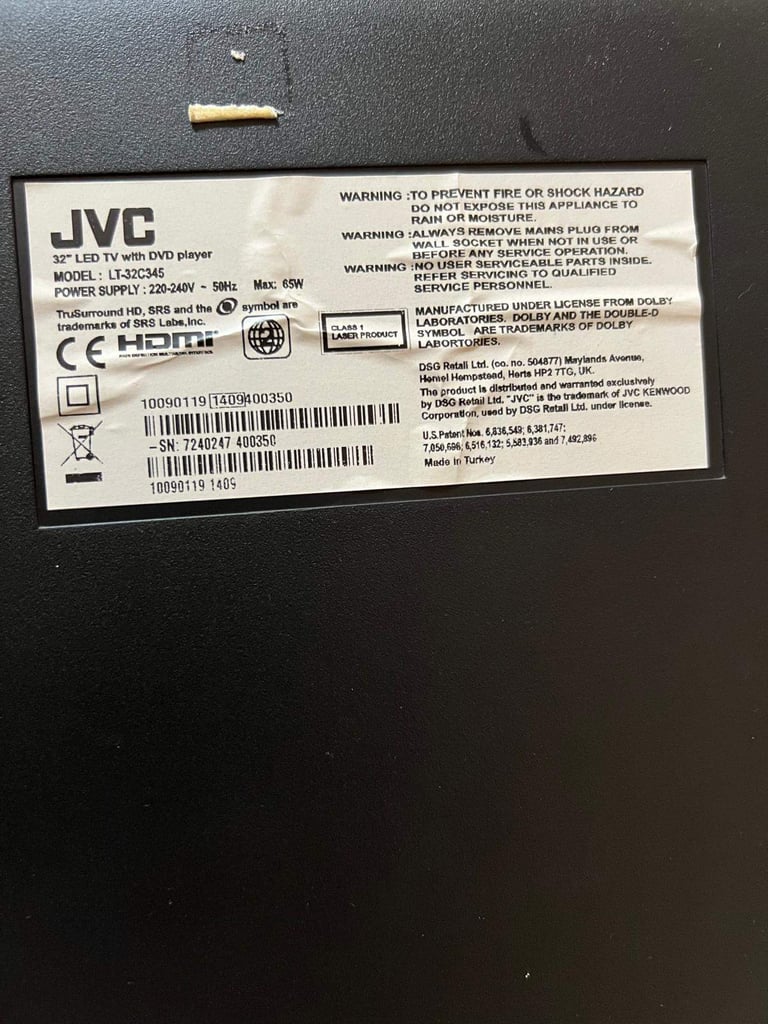 JVC
32" LED TV with DVD player
MODEL : LT-32C345
POWER SUPPLY : 220-240V ~ 50Hz Max: 65W
TruSurround HD, SRS and the symbol are
trademarks of SRS Labs,Inc.
CE HDMI
HIGH DEFINITION MULTIMEDIA INTERFACE
CLASS 1
LASER PRODUCT
10090119 1409400350
-SN: 7240247 400350
10090119 1409
WARNING :TO PREVENT FIRE OR SHOCK HAZARD
DO NOT EXPOSE THIS APPLIANCE TO
RAIN OR MOISTURE.
WARNING :ALWAYS REMOVE MAINS PLUG FROM
WALL SOCKET WHEN NOT IN USE OR
BEFORE ANY SERVICE OPERATION.
WARNING :NO USER SERVICEABLE PARTS INSIDE.
REFER SERVICING TO QUALIFIED
SERVICE PERSONNEL.
MANUFACTURED UNDER LICENSE FROM DOLBY
LABORATORIES. DOLBY AND THE DOUBLE-D
SYMBOL ARE TRADEMARKS OF DOLBY
LABORTORIES.
DSG Retail Ltd. (co. no. 504877) Maylands Avenue,
Hemel Hempstead, Herts HP2 7TG, UK.
The product is distributed and warranted exclusively
by DSG Retail Ltd. "JVC" is the trademark of JVC KENWOOD
Corporation, used by DSG Retail Ltd. under license.
U.S.Patent Nos. 6,836,549; 6,381,747;
7,050,696; 6,516,132; 5,583,936 and 7,492,896
Made in Turkey